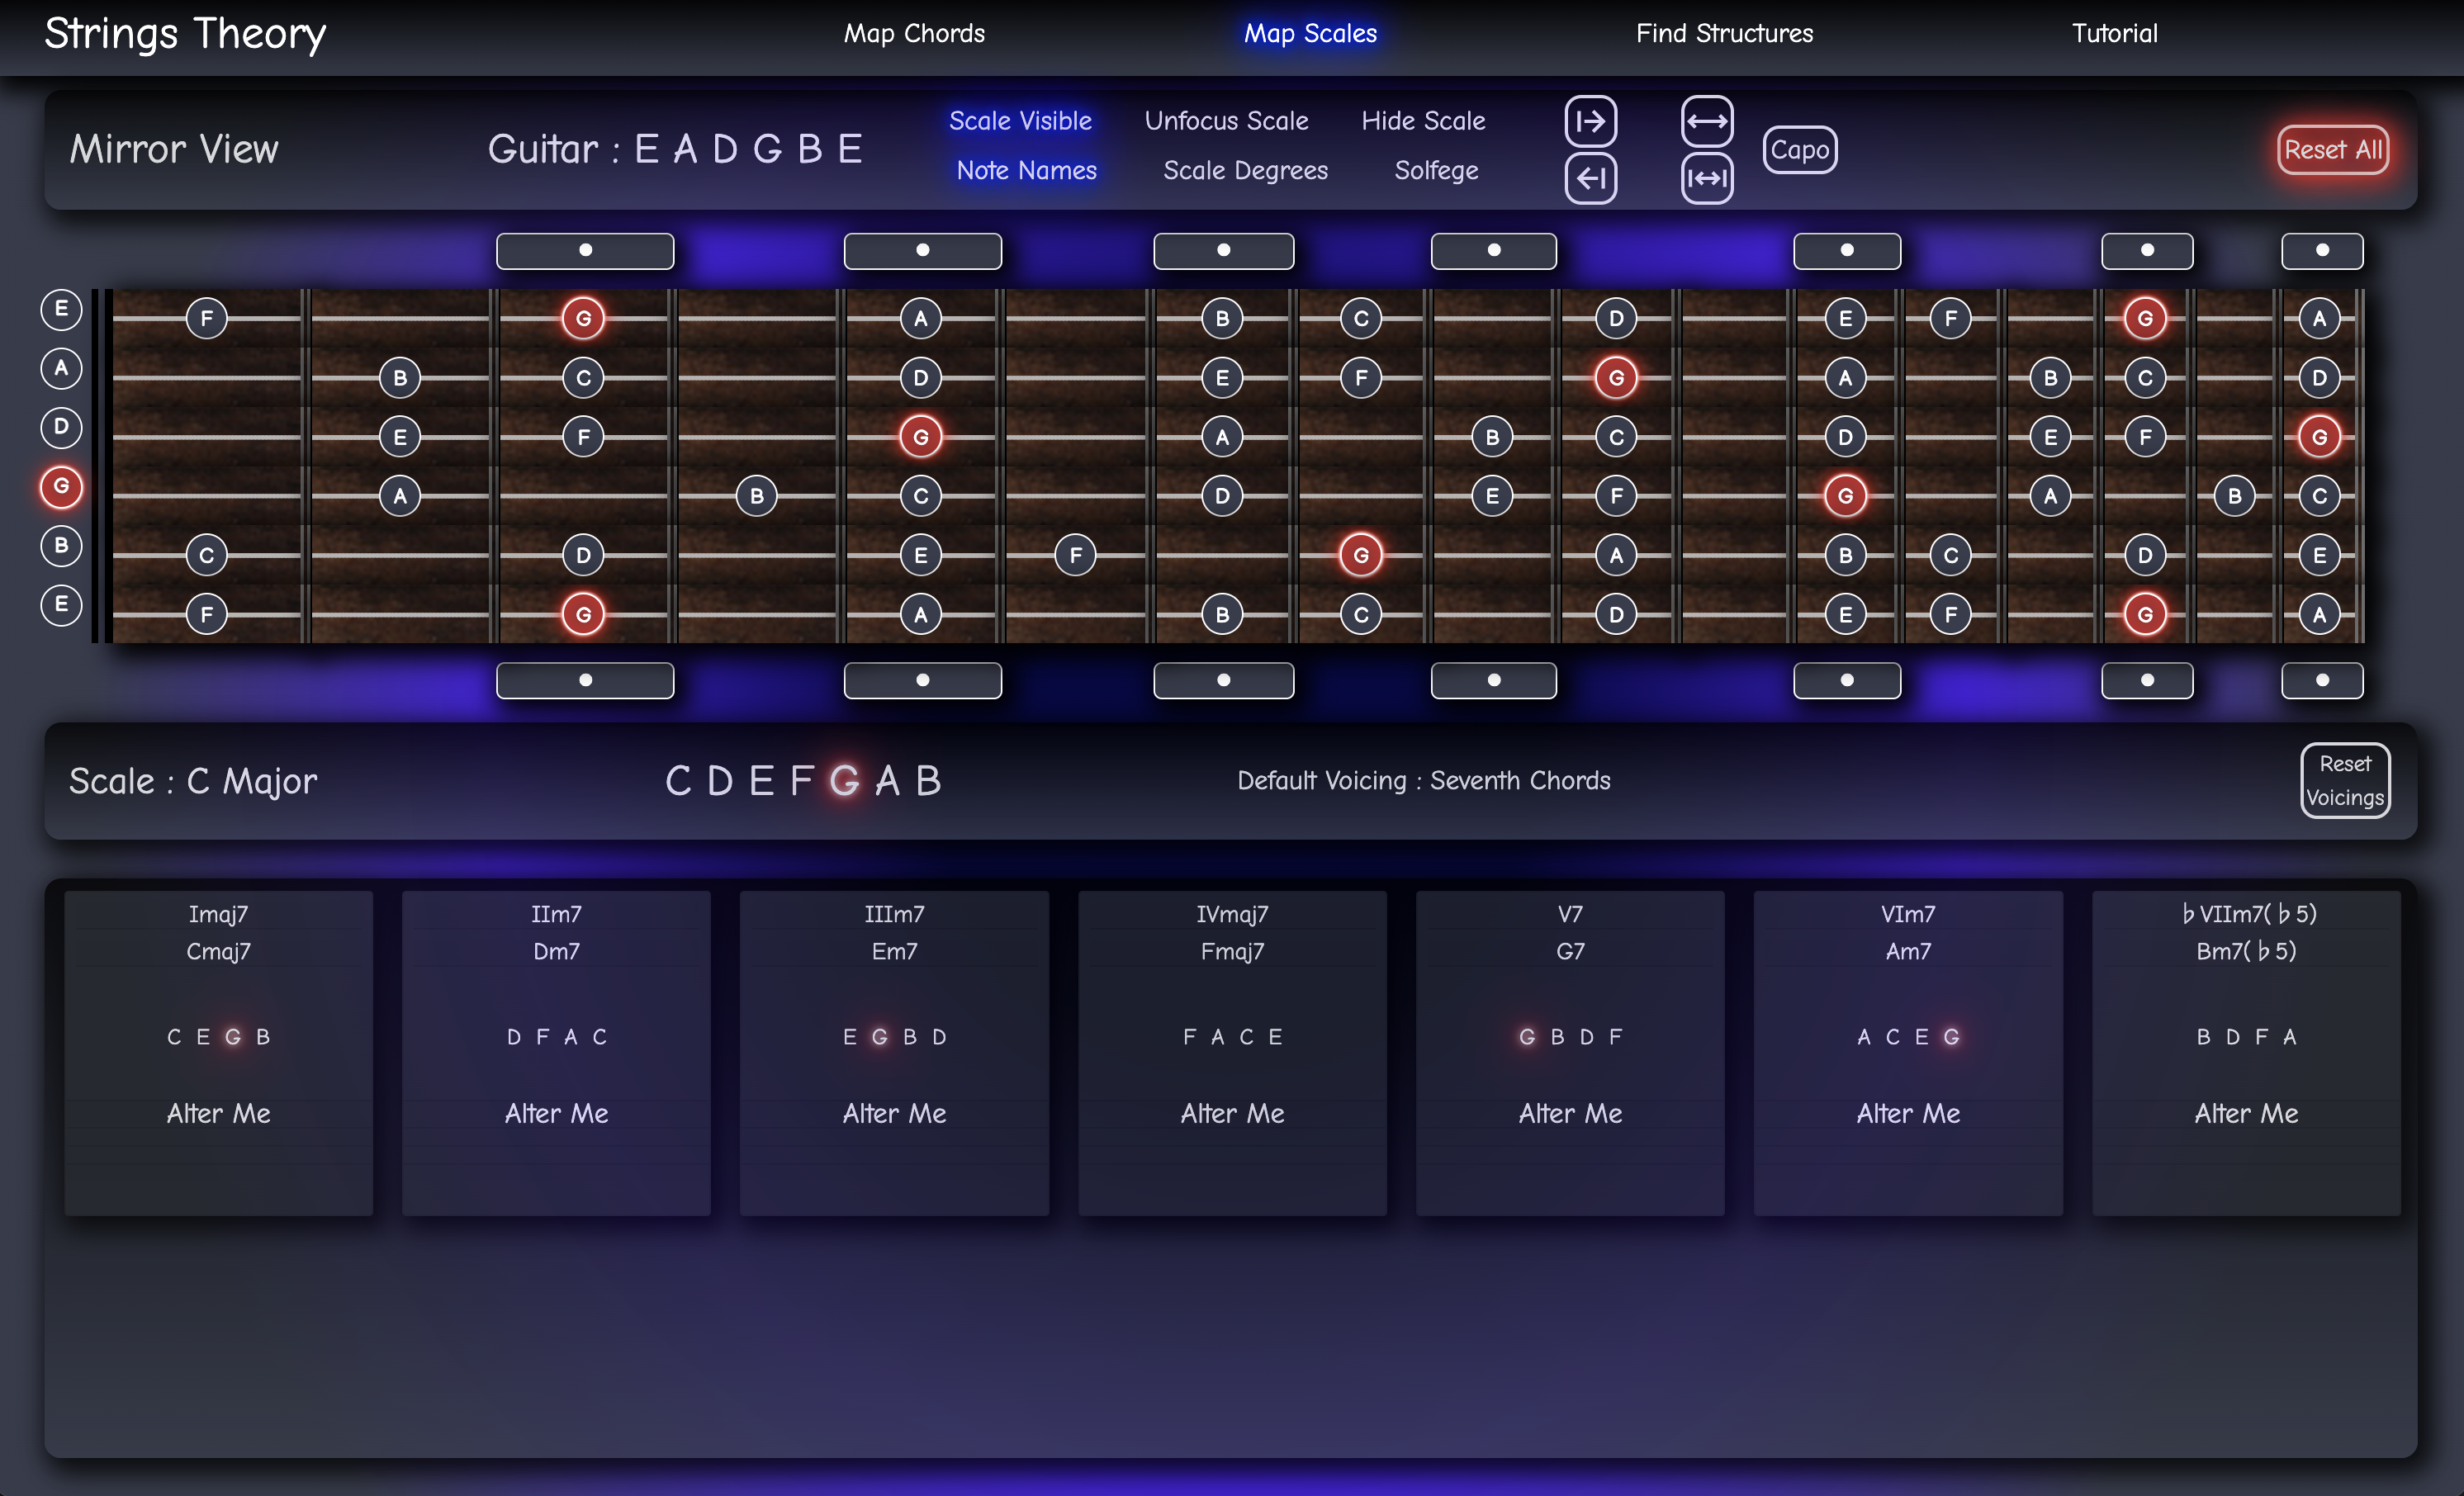 Strings Theory Map Chords Map Scales Find Structures Tutorial
Mirror View Guitar : E A D G B E
Scale Visible Unfocus Scale Hide Scale
Note Names Scale Degrees Solfege
Capo
Reset All
E F G A B C D E F G A
A B C D E F G A B C D
D E F G A B C D E F G
G A B C D E F G A B C
B C D E F G A B C D E
E F G A B C D E F G A
Scale : C Major C D E F G A B Default Voicing : Seventh Chords
Reset
Voicings
Imaj7 IIm7 IIIm7 IVmaj7 V7 VIm7 ♭VIIm7(♭5)
Cmaj7 Dm7 Em7 Fmaj7 G7 Am7 Bm7(♭5)
C E G B D F A C E G B D F A C E G B D F A C E G B D F A
Alter Me Alter Me Alter Me Alter Me Alter Me Alter Me Alter Me